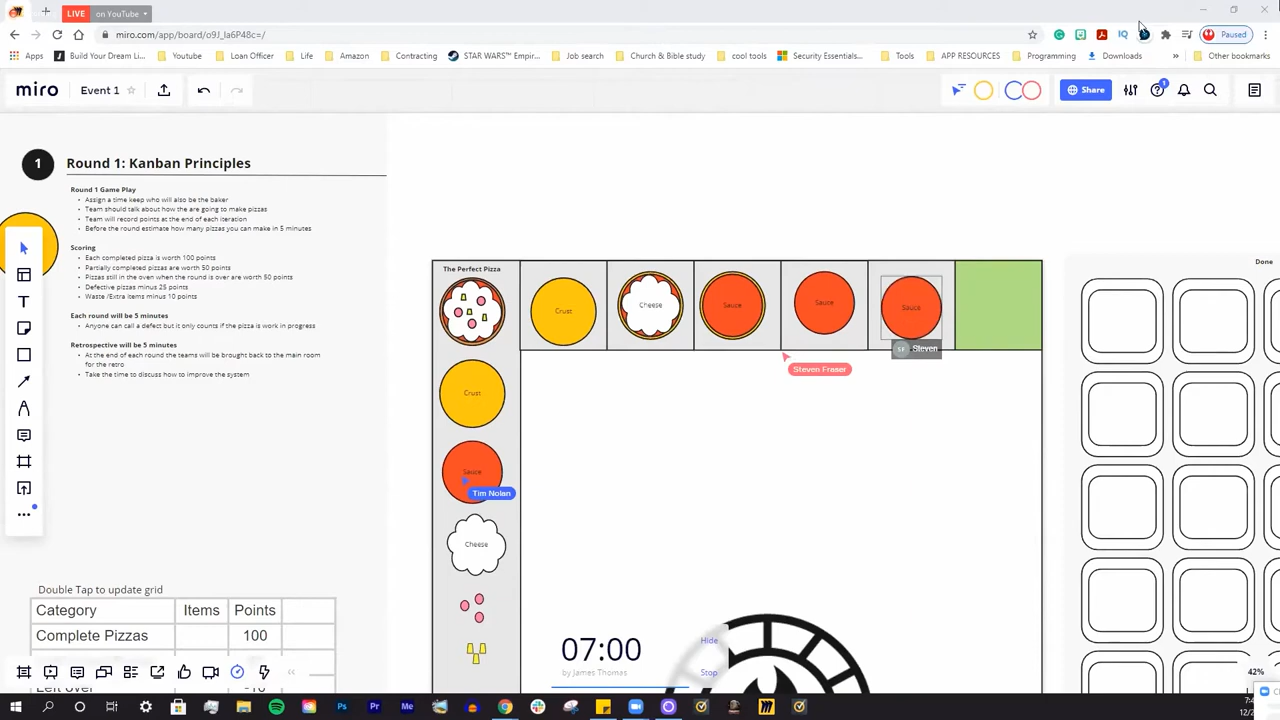 LIVE on YouTube
miro.com/app/board/o9J_la6P48c=/
Paused
Apps Build Your Dream Li... Loan Officer Life Amazon Contracting STAR WARS™ Empir... Job search Church & Bible study cool tools Security Essentials... Tools APP RESOURCES Programming Downloads » Other bookmarks
Youtube
miro Event 1 Share 1
1 Round 1: Kanban Principles
Round 1 Game Play
• Assign a time keep who will also be the baker
• Team should talk about how the are going to make pizzas
• Team will record points at the end of each iteration
• Before the round estimate how many pizzas you can make in 5 minutes
Scoring
• Each completed pizza is worth 100 points
• Partially completed pizzas are worth 50 points
• Pizzas still in the oven when the round is over are worth 50 points
• Defective pizzas minus 25 points
• Waste /Extra items minus 10 points
Each round will be 5 minutes
• Anyone can call a defect but it only counts if the pizza is work in progress
Retrospective will be 5 minutes
• At the end of each round the teams will be brought back to the main room
for the retro
• Take the time to discuss how to improve the system
The Perfect Pizza
Crust
Cheese
Sauce
Sauce
Sauce
SF Steven
Steven Fraser
Crust
Sauce
Tim Nolan
Cheese
Done
07:00
by James Thomas
Hide
Stop
Double Tap to update grid
Category Items Points
Complete Pizzas 100
42%